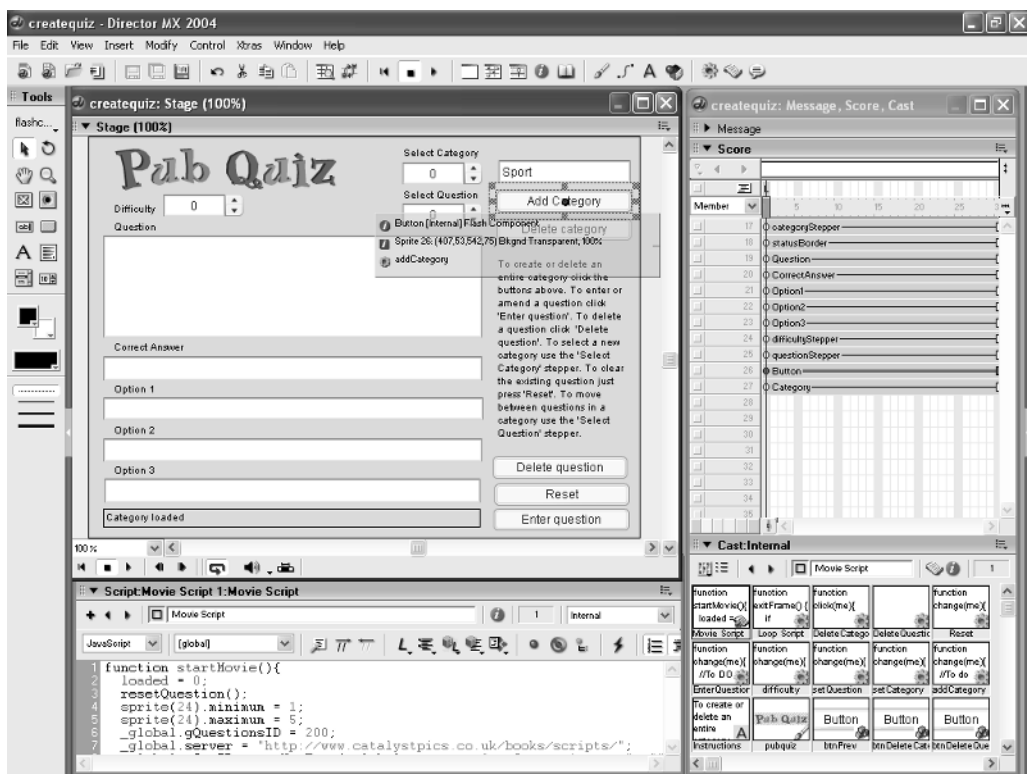 createquiz - Director MX 2004
File Edit View Insert Modify Control Xtras Window Help
Tools
flashc...
createquiz: Stage (100%)
Stage (100%)
Pub Quiz
Select Category
0
Sport
Select Question
0
Add Category
Difficulty
0
Delete category
Question
Button [internal] Flash Component
Sprite 26: (407,53,542,75) Bkgnd Transparent, 100%
addCategory
To create or delete an
entire category click the
buttons above. To enter or
amend a question click
'Enter question'. To delete
a question click 'Delete
question'. To select a new
category use the 'Select
Category' stepper. To clear
the existing question just
press 'Reset'. To move
between questions in a
category use the 'Select
Question' stepper.
Correct Answer
Option 1
Option 2
Option 3
Delete question
Reset
Enter question
Category loaded
100%
Script:Movie Script 1:Movie Script
Movie Script
1
Internal
JavaScript
[global]
1 function startMovie(){
2 loaded = 0;
3 resetQuestion();
4 sprite(24).minimum = 1;
5 sprite(24).maximum = 5;
6 _global.gQuestionsID = 200;
7 _global.server = "http://www.catalystpics.co.uk/books/scripts/";
createquiz: Message, Score, Cast
Message
Score
Member
5 10 15 20 25
17 categoryStepper
18 statusBorder
19 Question
20 CorrectAnswer
21 Option1
22 Option2
23 Option3
24 difficultyStepper
25 questionStepper
26 Button
27 Category
28
29
30
31
32
33
34
35
Cast:Internal
Movie Script
1
function startMovie(){ loaded =
function exitFrame() { if
function click(me){
function
function change(me){
Movie Script
Loop Script
Delete Catego
Delete Questic
Reset
function change(me){ //To DO
function change(me){
function change(me){
function change(me){
function change(me){ //To do
EnterQuestior
difficulty
setQuestion
setCategory
addCategory
To create or delete an entire
Pub Quiz
Button
Button
Button
Instructions
pubquiz
btnPrev
btnDelete Cate
btnDelete Que